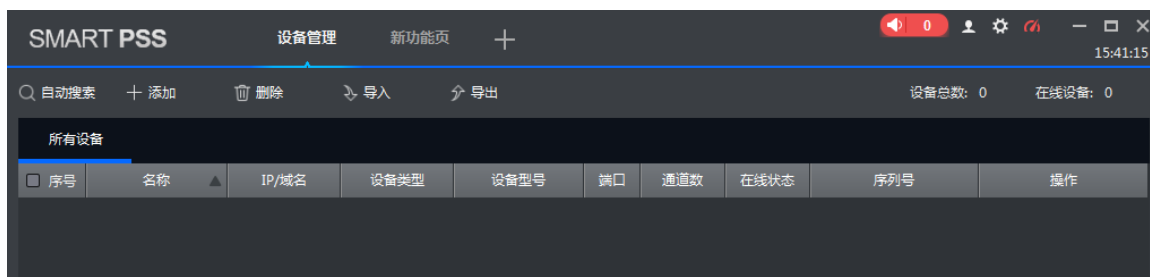 SMART PSS 设备管理 新功能页 0
15:41:15
自动搜索 添加 删除 导入 导出 设备总数: 0 在线设备: 0
所有设备
序号 名称 IP/域名 设备类型 设备型号 端口 通道数 在线状态 序列号 操作